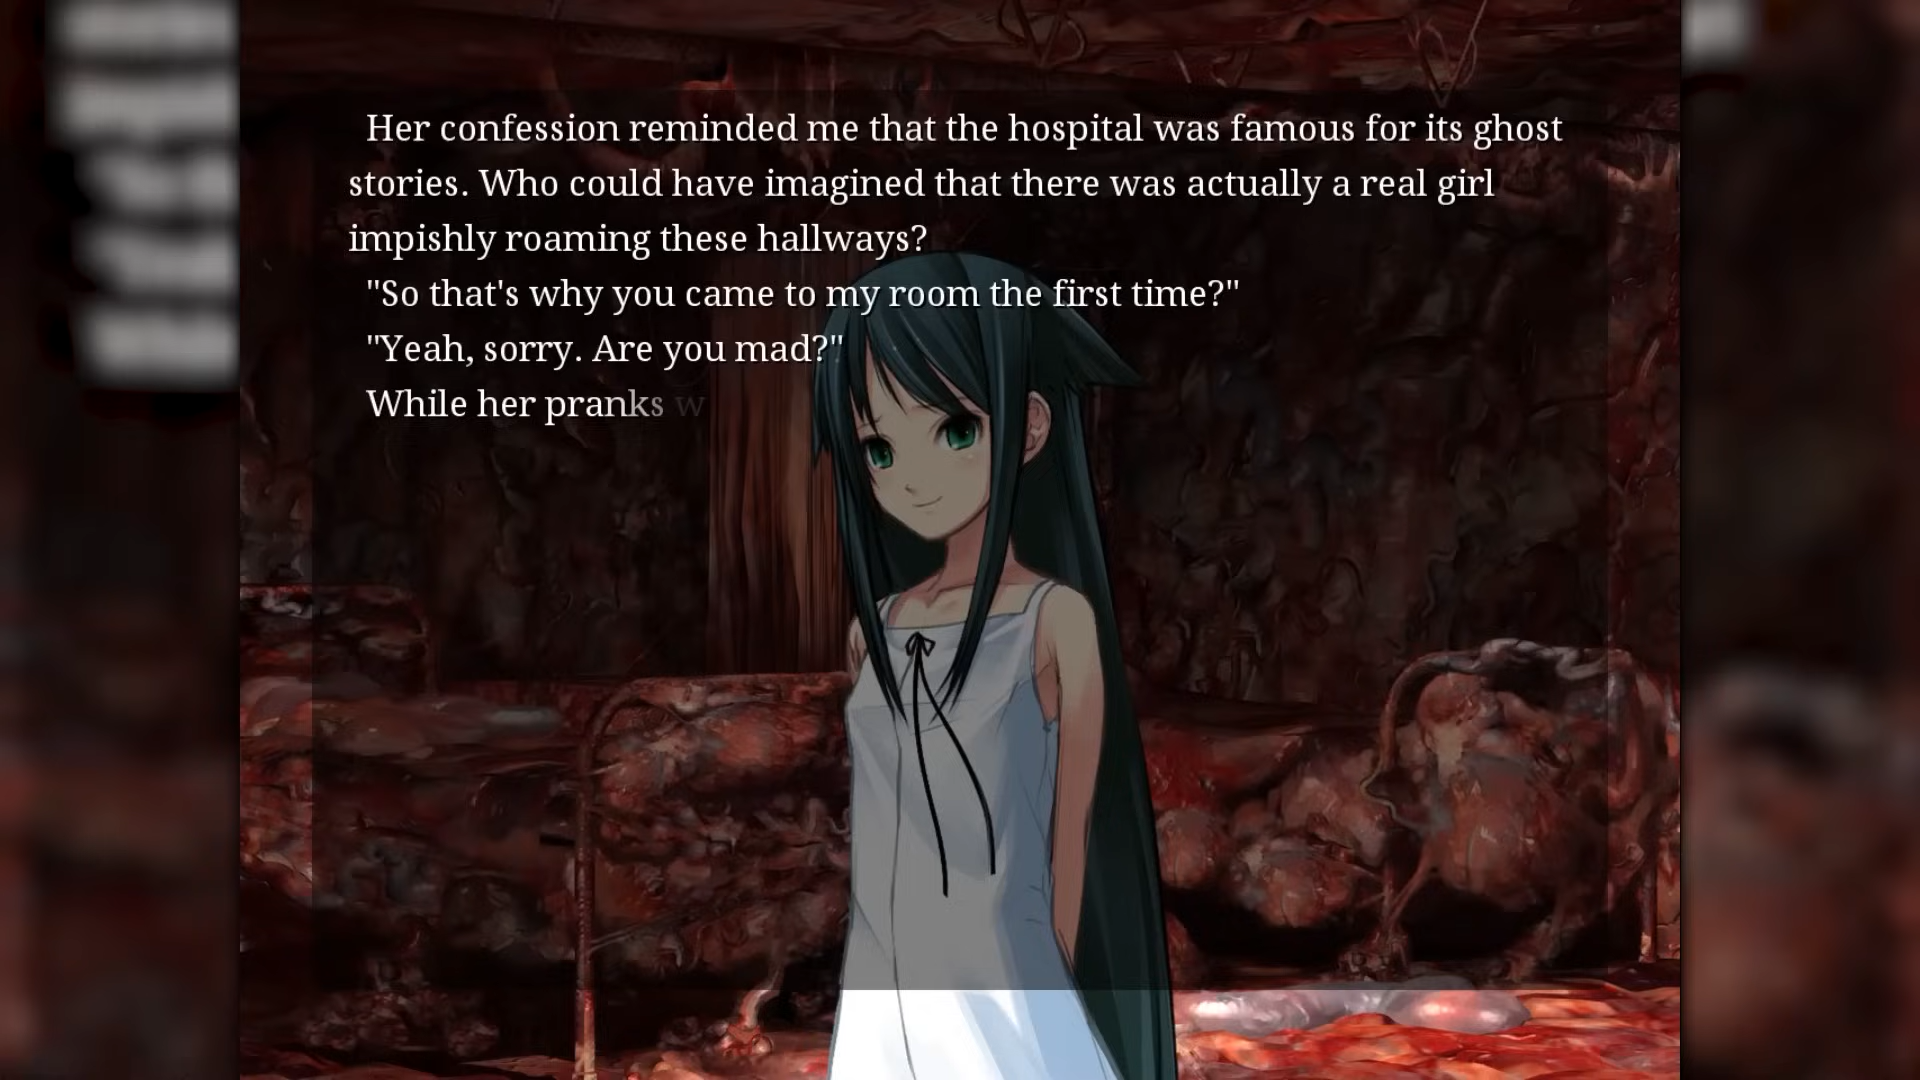 Her confession reminded me that the hospital was famous for its ghost
stories. Who could have imagined that there was actually a real girl
impishly roaming these hallways?
"So that's why you came to my room the first time?"
"Yeah, sorry. Are you mad?"
While her pranks w